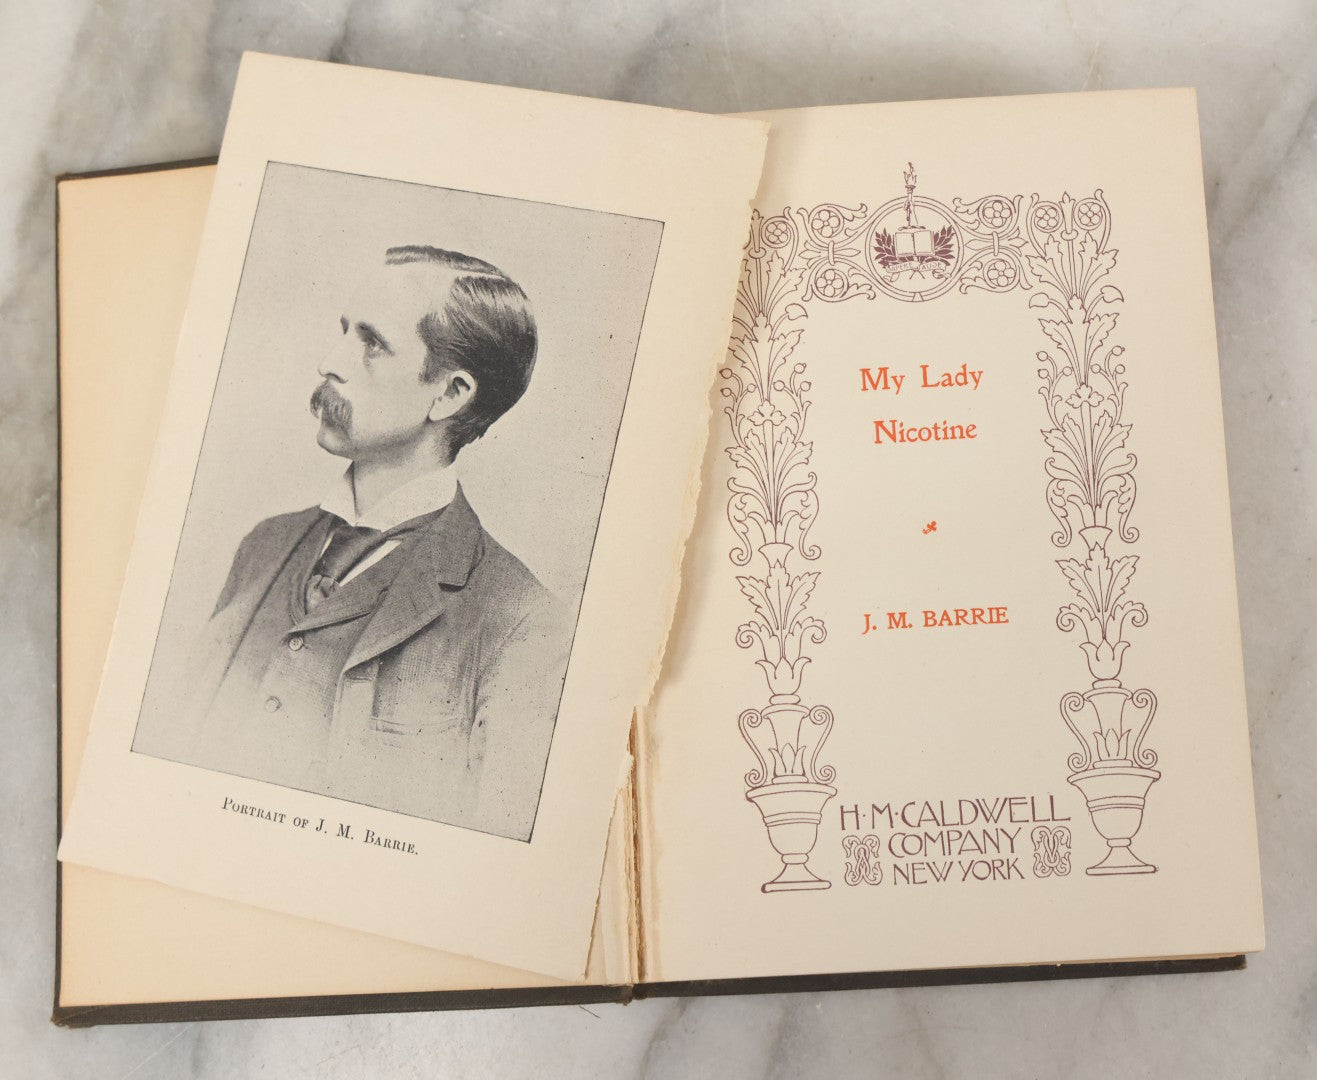 Portrait of J. M. Barrie.
My Lady
Nicotine
J. M. BARRIE
H·M·CALDWELL
COMPANY
NEW YORK